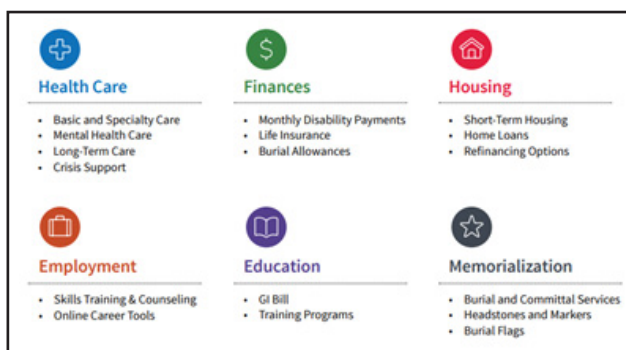 Health Care
• Basic and Specialty Care
• Mental Health Care
• Long-Term Care
• Crisis Support
Finances
• Monthly Disability Payments
• Life Insurance
• Burial Allowances
Housing
• Short-Term Housing
• Home Loans
• Refinancing Options
Employment
• Skills Training & Counseling
• Online Career Tools
Education
• GI Bill
• Training Programs
Memorialization
• Burial and Committal Services
• Headstones and Markers
• Burial Flags